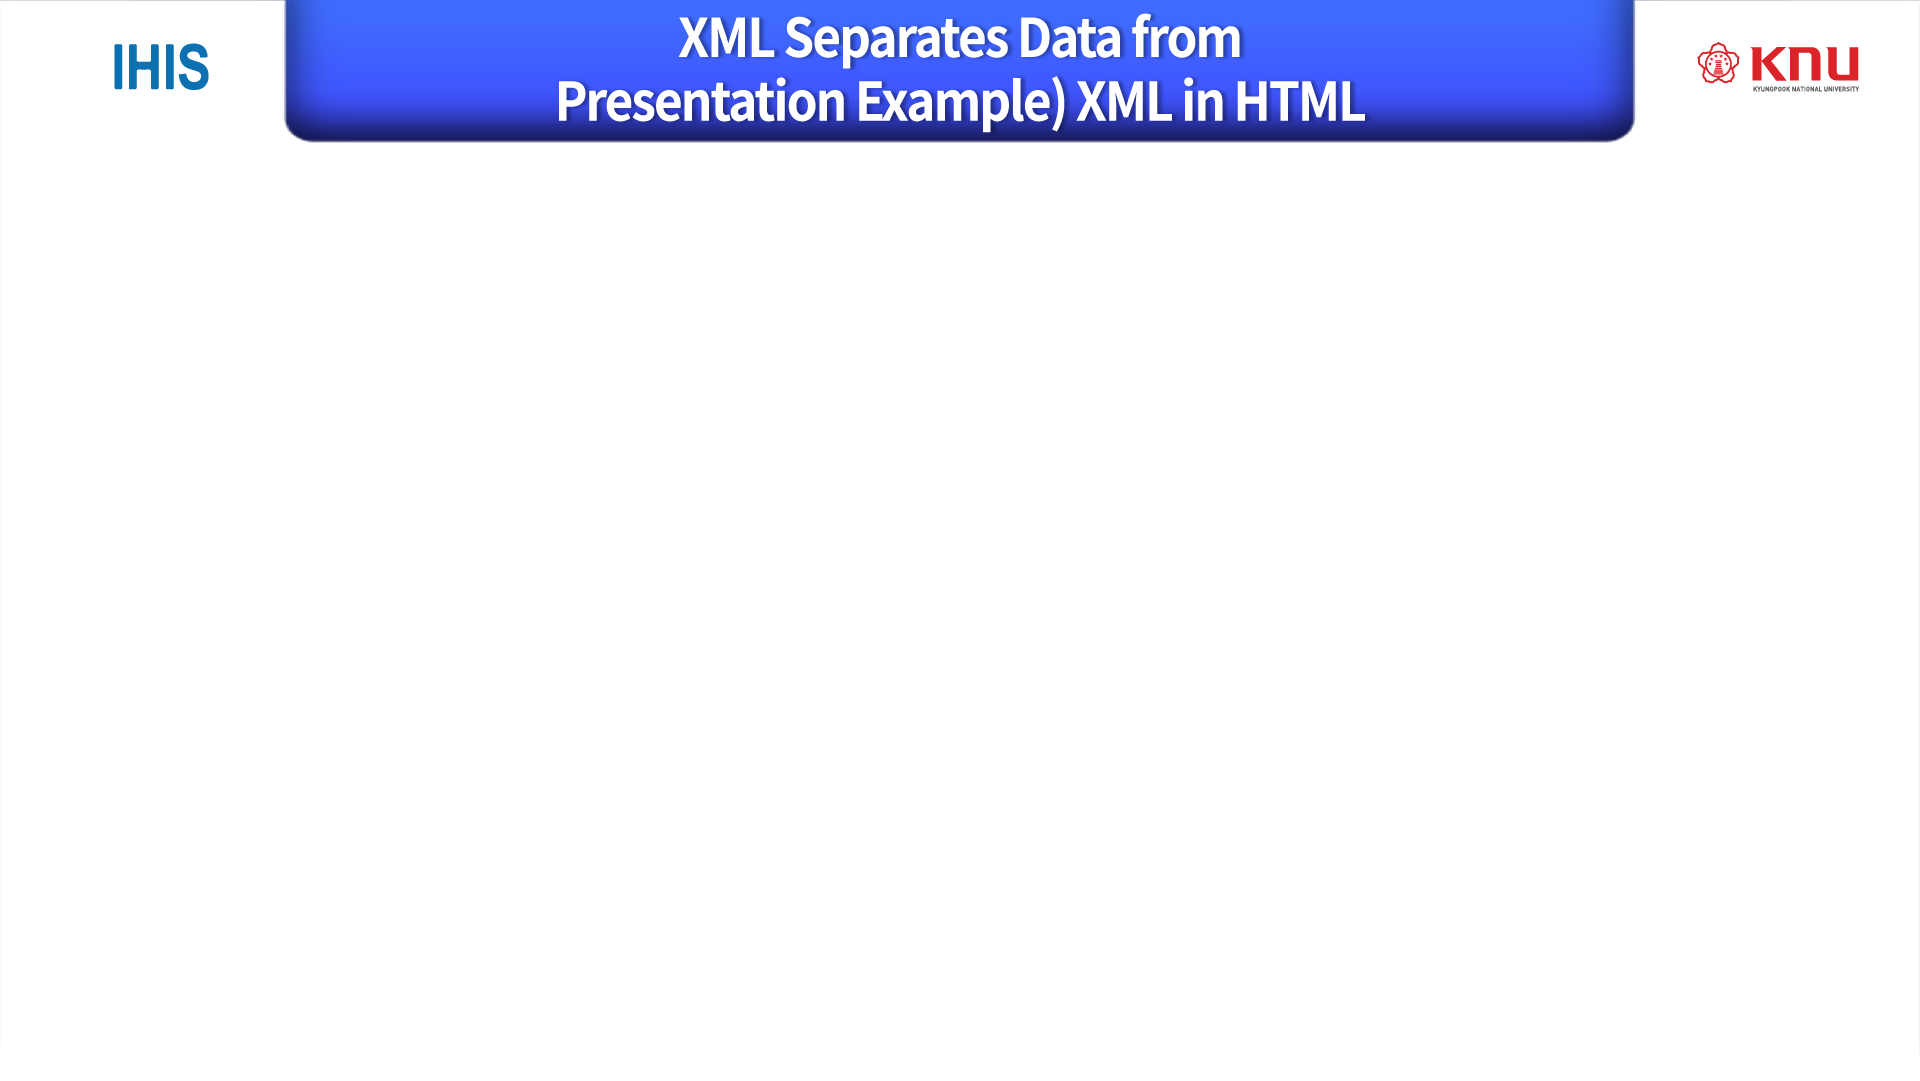 IHIS
XML Separates Data from
Presentation Example) XML in HTML
KNU
KYUNGPOOK NATIONAL UNIVERSITY